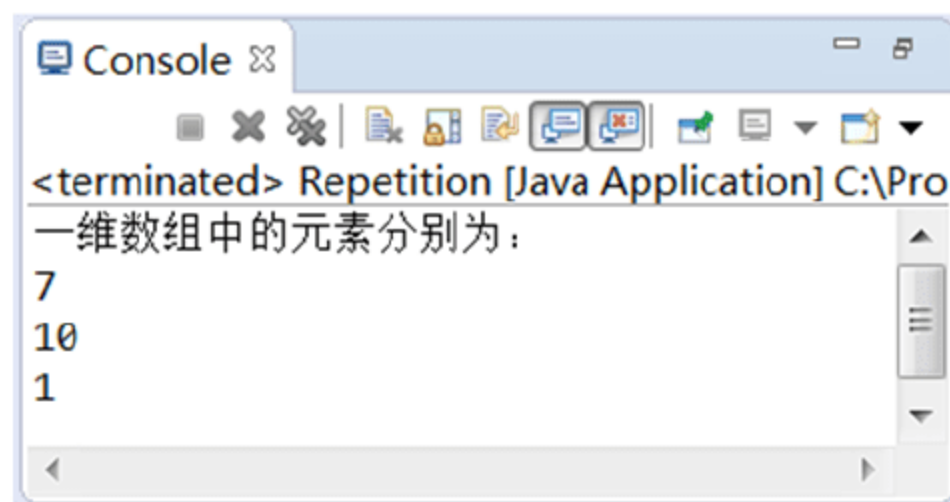 Console
<terminated> Repetition [Java Application] C:\Pro
一维数组中的元素分别为：
7
10
1